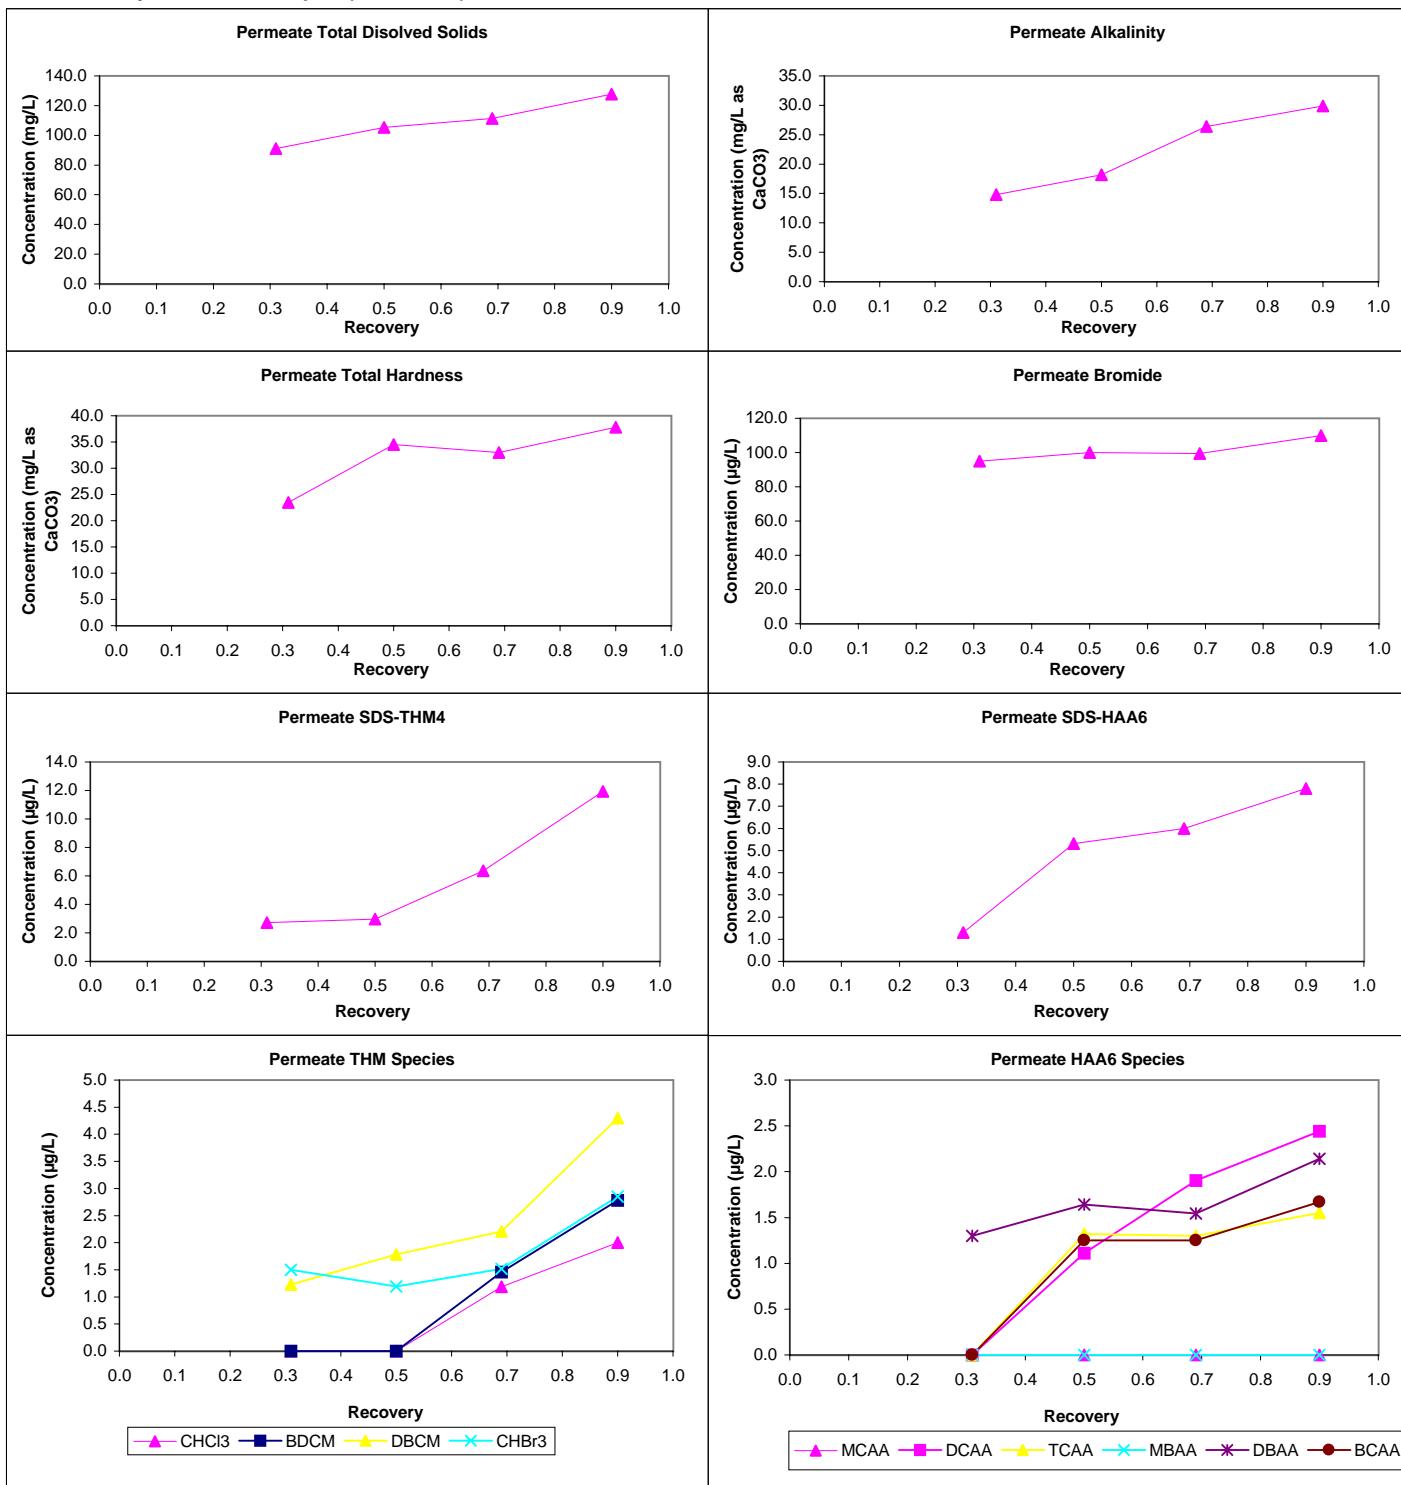 Permeate Total Disolved Solids
Concentration (mg/L)
140.0
120.0
100.0
80.0
60.0
40.0
20.0
0.0
0.0 0.1 0.2 0.3 0.4 0.5 0.6 0.7 0.8 0.9 1.0
Recovery
Permeate Alkalinity
Concentration (mg/L as
CaCO3)
35.0
30.0
25.0
20.0
15.0
10.0
5.0
0.0
0.0 0.1 0.2 0.3 0.4 0.5 0.6 0.7 0.8 0.9 1.0
Recovery
Permeate Total Hardness
Concentration (mg/L as
CaCO3)
40.0
35.0
30.0
25.0
20.0
15.0
10.0
5.0
0.0
0.0 0.1 0.2 0.3 0.4 0.5 0.6 0.7 0.8 0.9 1.0
Recovery
Permeate Bromide
Concentration (µg/L)
120.0
100.0
80.0
60.0
40.0
20.0
0.0
0.0 0.1 0.2 0.3 0.4 0.5 0.6 0.7 0.8 0.9 1.0
Recovery
Permeate SDS-THM4
Concentration (µg/L)
14.0
12.0
10.0
8.0
6.0
4.0
2.0
0.0
0.0 0.1 0.2 0.3 0.4 0.5 0.6 0.7 0.8 0.9 1.0
Recovery
Permeate SDS-HAA6
Concentration (µg/L)
9.0
8.0
7.0
6.0
5.0
4.0
3.0
2.0
1.0
0.0
0.0 0.1 0.2 0.3 0.4 0.5 0.6 0.7 0.8 0.9 1.0
Recovery
Permeate THM Species
Concentration (µg/L)
5.0
4.5
4.0
3.5
3.0
2.5
2.0
1.5
1.0
0.5
0.0
0.0 0.1 0.2 0.3 0.4 0.5 0.6 0.7 0.8 0.9 1.0
Recovery
CHCl3 BDCM DBCM CHBr3
Permeate HAA6 Species
Concentration (µg/L)
3.0
2.5
2.0
1.5
1.0
0.5
0.0
0.0 0.1 0.2 0.3 0.4 0.5 0.6 0.7 0.8 0.9 1.0
Recovery
MCAA DCAA TCAA MBAA DBAA BCAA